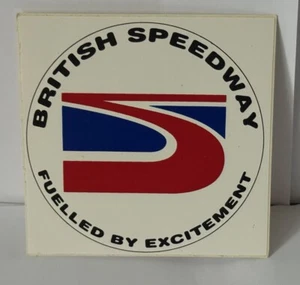 BRITISH SPEEDWAY
FUELLED BY EXCITEMENT